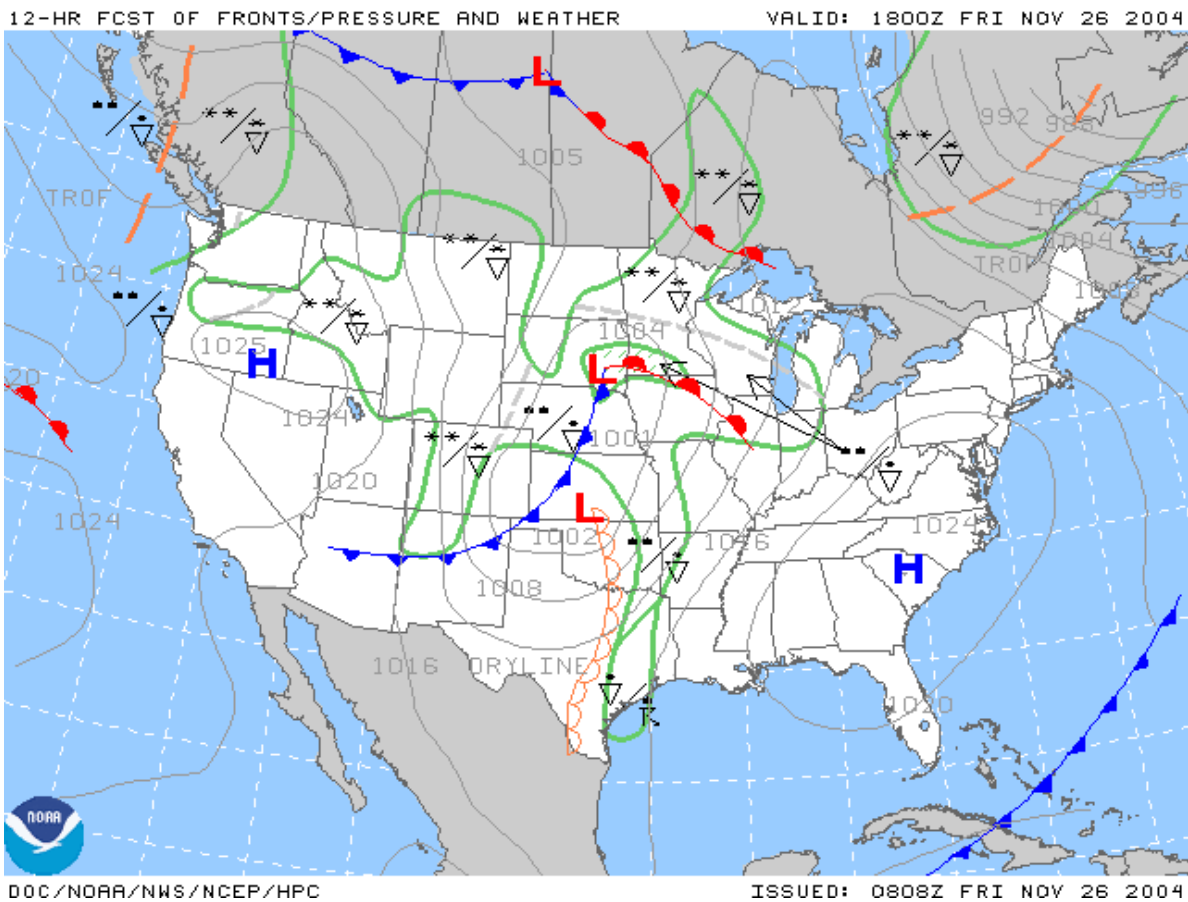 12-HR FCST OF FRONTS/PRESSURE AND WEATHER
VALID: 1800Z FRI NOV 26 2004
L
992
1005
TROF
996
1004
TROF
1024
1004
1025
H
L
1024
1001
1020
L
1024
1024
1002
1016
H
1008
1016
DRYLINE
1020
NOAA
DOC/NOAA/NWS/NCEP/HPC
ISSUED: 0808Z FRI NOV 26 2004